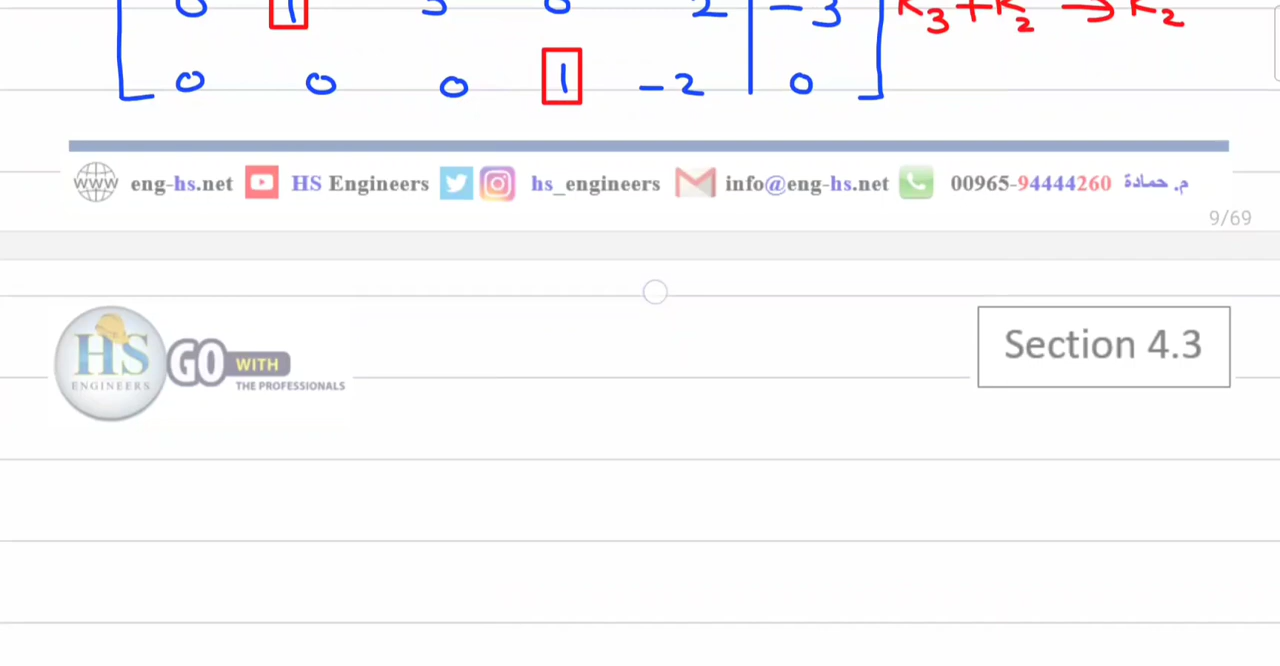 0 1 3 0 2 -3 R3 + R2 → R2
0 0 0 1 -2 0
www eng-hs.net HS Engineers hs_engineers info@eng-hs.net 00965-94444260 م. حمادة
9/69
HS ENGINEERS GO WITH THE PROFESSIONALS
Section 4.3